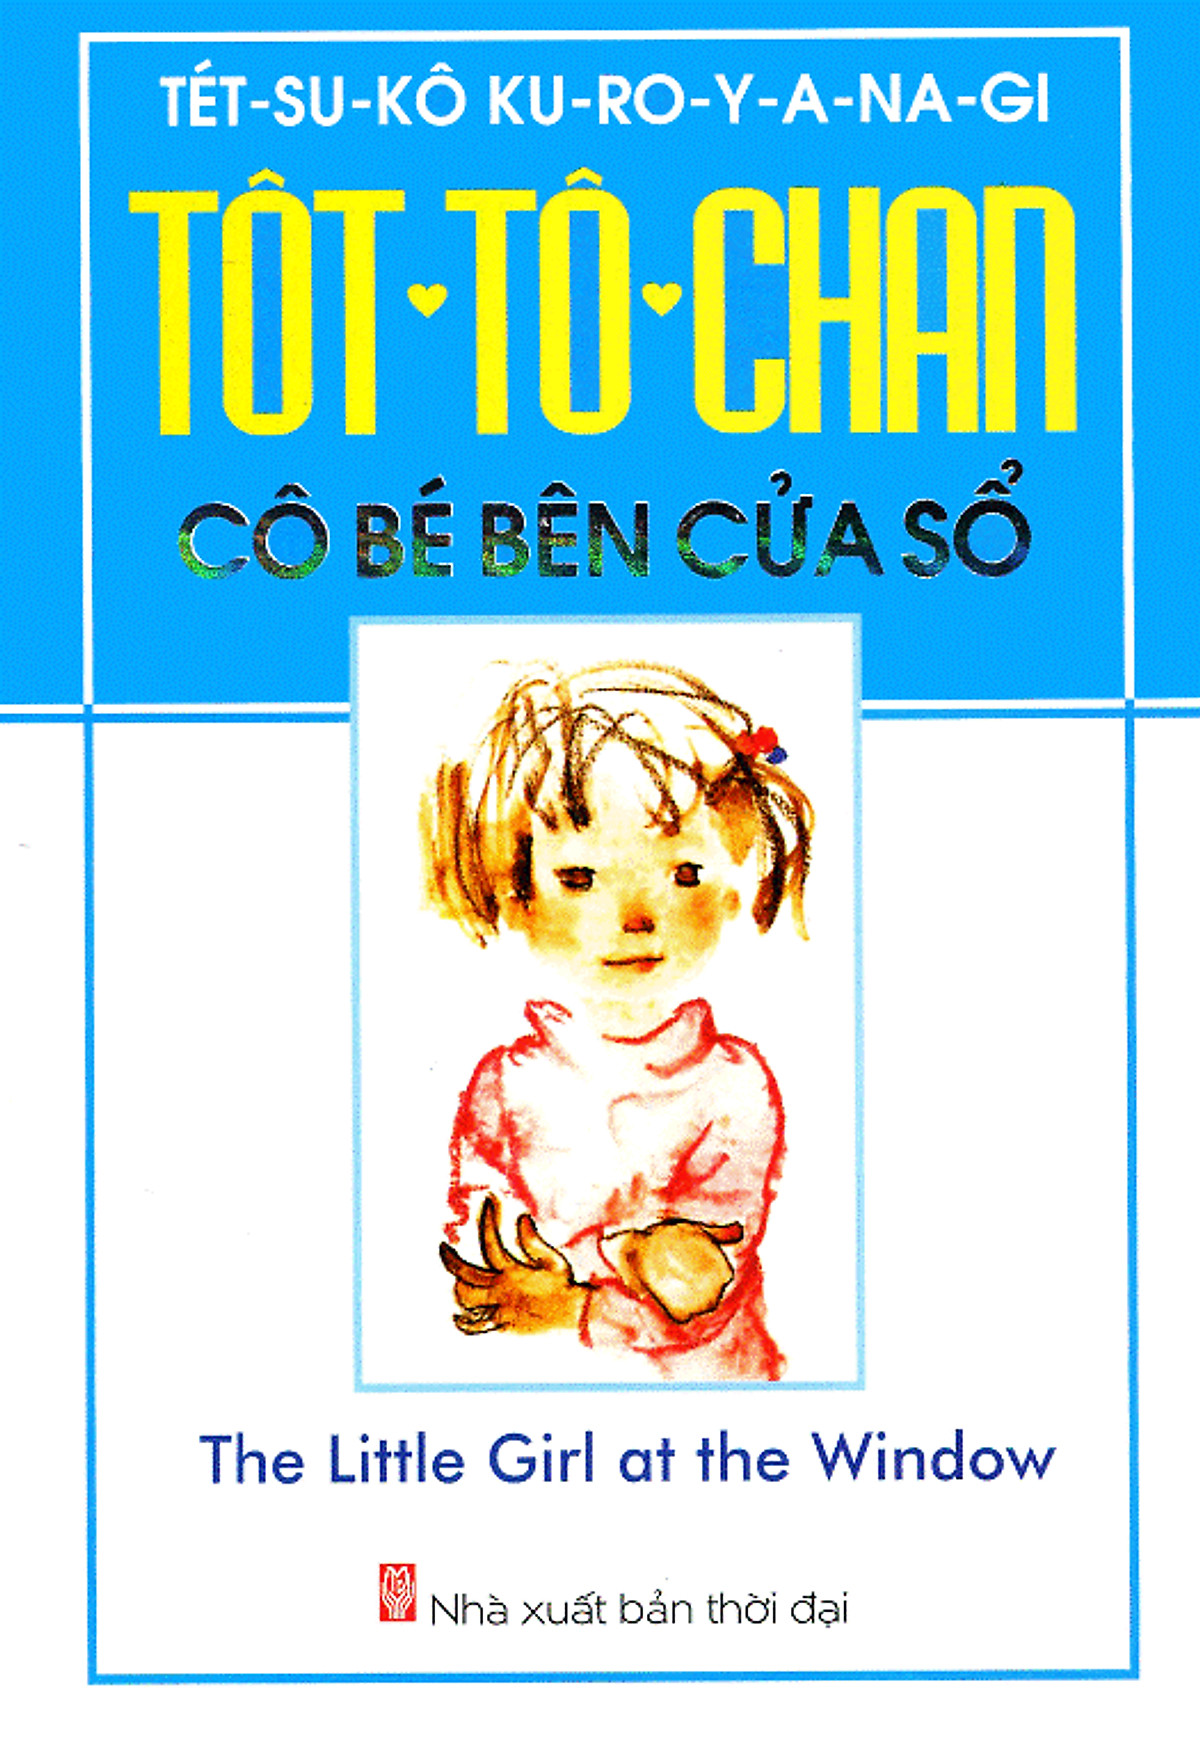 TÉT-SU-KÔ KU-RO-Y-A-NA-GI
TÔT TÔ CHAN
CÔ BÉ BÊN CỬA SỔ
The Little Girl at the Window
Nhà xuất bản thời đại